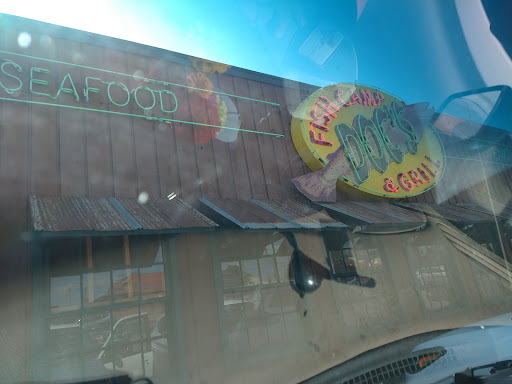 SEAFOOD
FISH CAMP
DOC'S
& GRILL